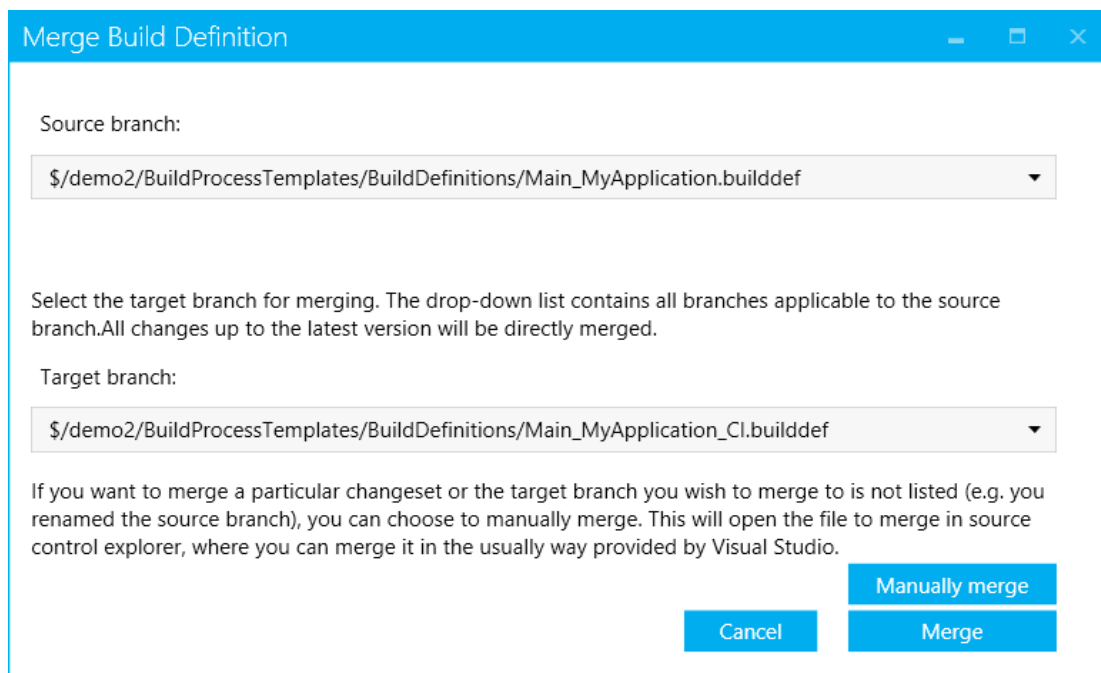 Merge Build Definition
Source branch:
$/demo2/BuildProcessTemplates/BuildDefinitions/Main_MyApplication.builddef
Select the target branch for merging. The drop-down list contains all branches applicable to the source
branch.All changes up to the latest version will be directly merged.
Target branch:
$/demo2/BuildProcessTemplates/BuildDefinitions/Main_MyApplication_CI.builddef
If you want to merge a particular changeset or the target branch you wish to merge to is not listed (e.g. you
renamed the source branch), you can choose to manually merge. This will open the file to merge in source
control explorer, where you can merge it in the usually way provided by Visual Studio.
Manually merge
Cancel
Merge